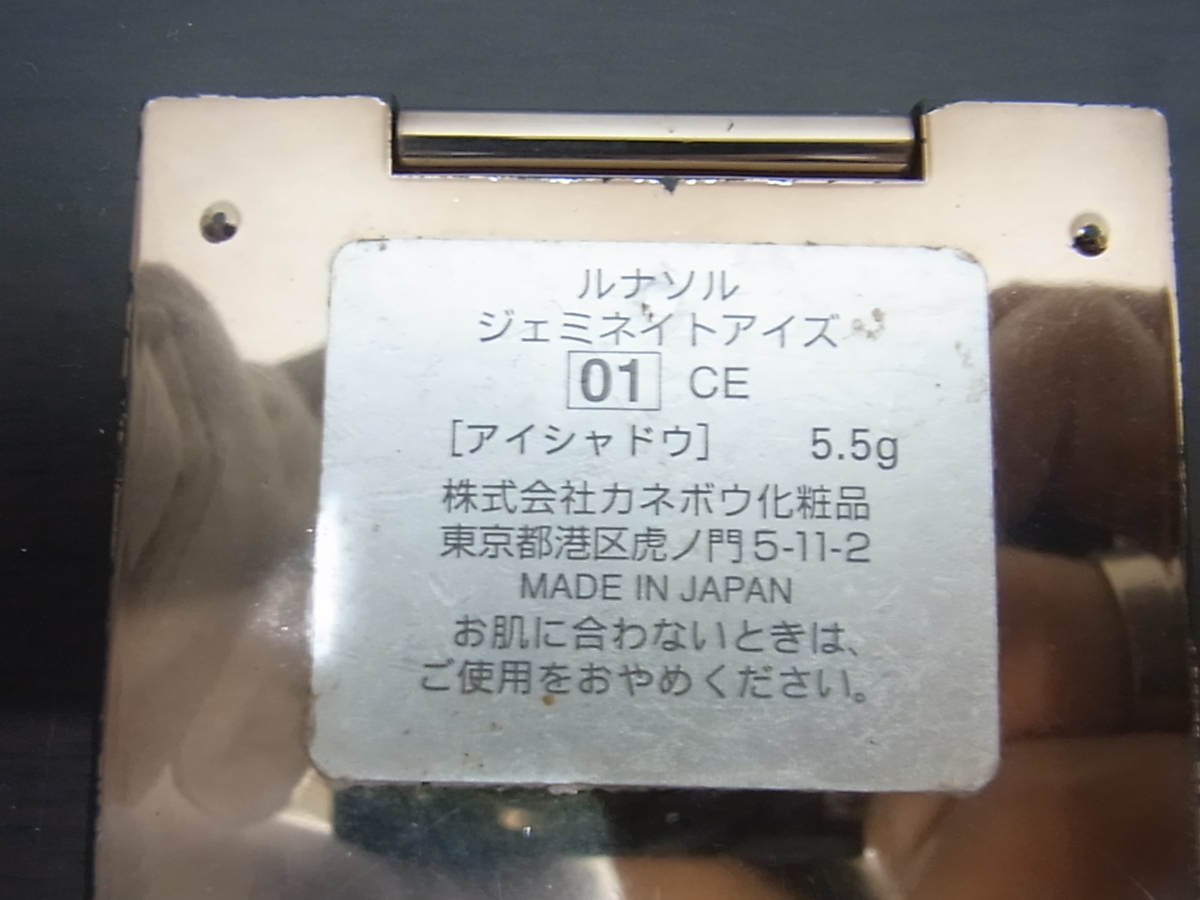 ルナソル
ジェミネイトアイズ
01 CE
［アイシャドウ］ 5.5g
株式会社カネボウ化粧品
東京都港区虎ノ門5-11-2
MADE IN JAPAN
お肌に合わないときは、
ご使用をおやめください。